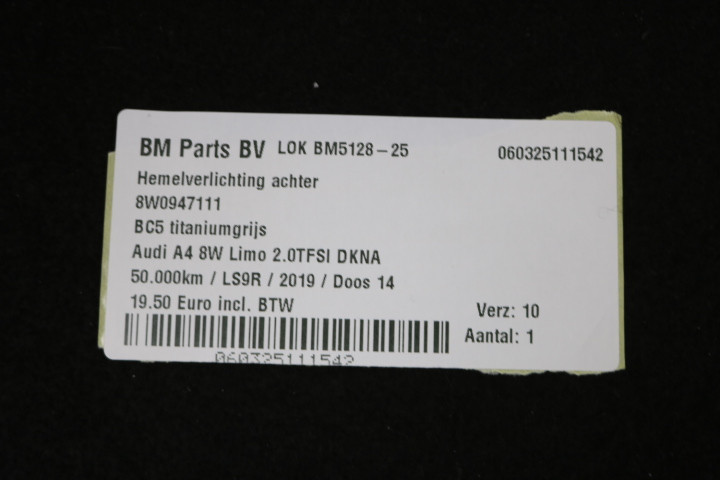 BM Parts BV LOK BM5128-25 060325111542
Hemelverlichting achter
8W0947111
BC5 titaniumgrijs
Audi A4 8W Limo 2.0TFSI DKNA
50.000km / LS9R / 2019 / Doos 14
19.50 Euro incl. BTW
Verz: 10
Aantal: 1
060325111542